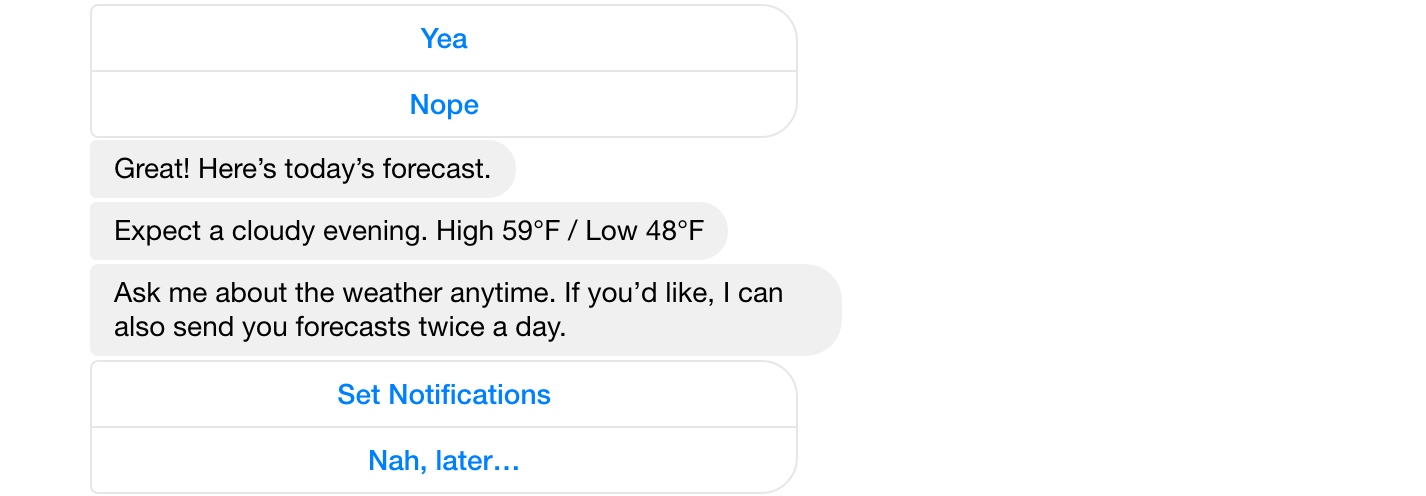 Yea
Nope
Great! Here’s today’s forecast.
Expect a cloudy evening. High 59°F / Low 48°F
Ask me about the weather anytime. If you’d like, I can
also send you forecasts twice a day.
Set Notifications
Nah, later…